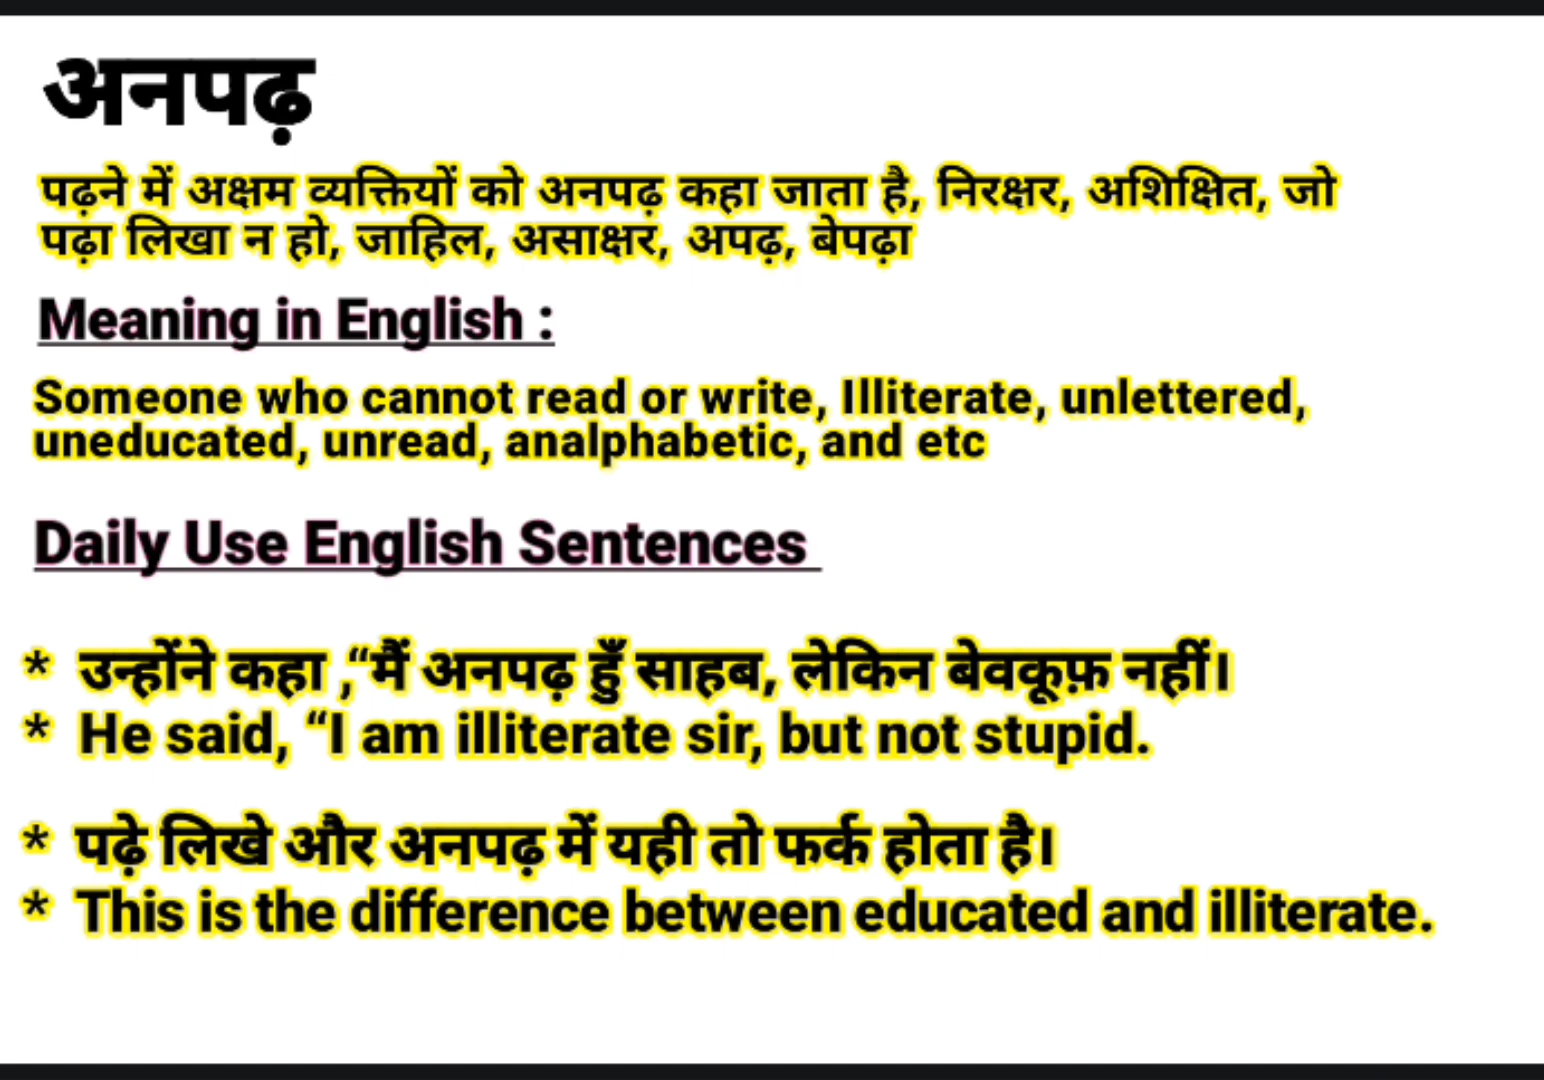 अनपढ़
पढ़ने में अक्षम व्यक्तियों को अनपढ़ कहा जाता है, निरक्षर, अशिक्षित, जो
पढ़ा लिखा न हो, जाहिल, असाक्षर, अपढ़, बेपढ़ा
Meaning in English :
Someone who cannot read or write, Illiterate, unlettered,
uneducated, unread, analphabetic, and etc
Daily Use English Sentences
* उन्होंने कहा ,“मैं अनपढ़ हुँ साहब, लेकिन बेवकूफ़ नहीं।
* He said, “I am illiterate sir, but not stupid.
* पढ़े लिखे और अनपढ़ में यही तो फर्क होता है।
* This is the difference between educated and illiterate.